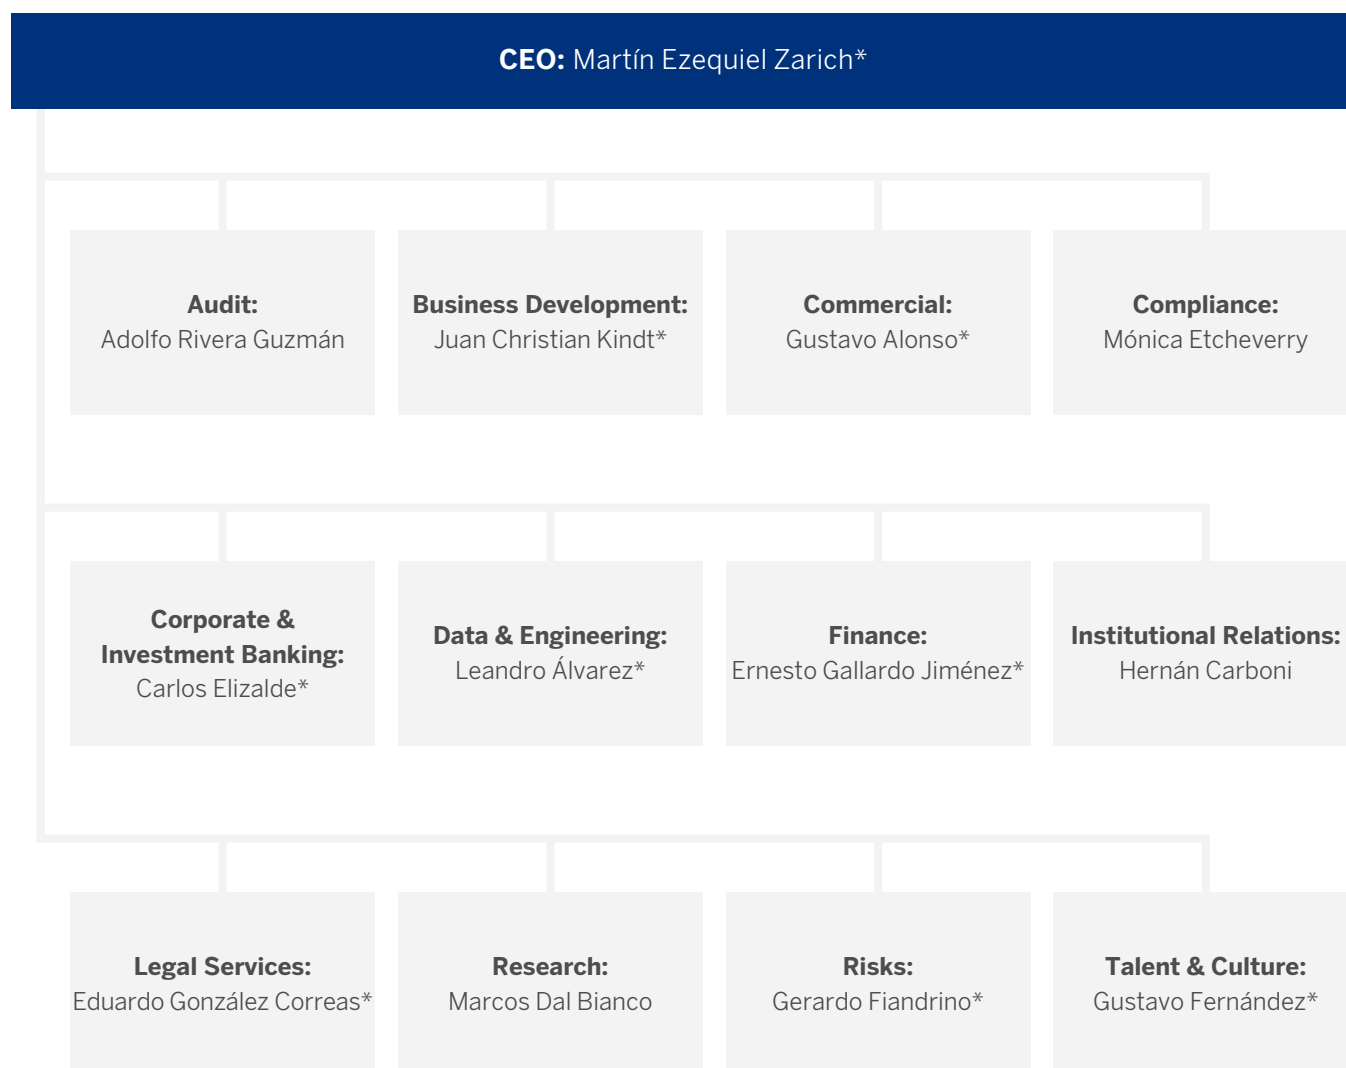 CEO: Martín Ezequiel Zarich*
Audit:
Adolfo Rivera Guzmán
Business Development:
Juan Christian Kindt*
Commercial:
Gustavo Alonso*
Compliance:
Mónica Etcheverry
Corporate &
Investment Banking:
Carlos Elizalde*
Data & Engineering:
Leandro Álvarez*
Finance:
Ernesto Gallardo Jiménez*
Institutional Relations:
Hernán Carboni
Legal Services:
Eduardo González Correas*
Research:
Marcos Dal Bianco
Risks:
Gerardo Fiandrino*
Talent & Culture:
Gustavo Fernández*